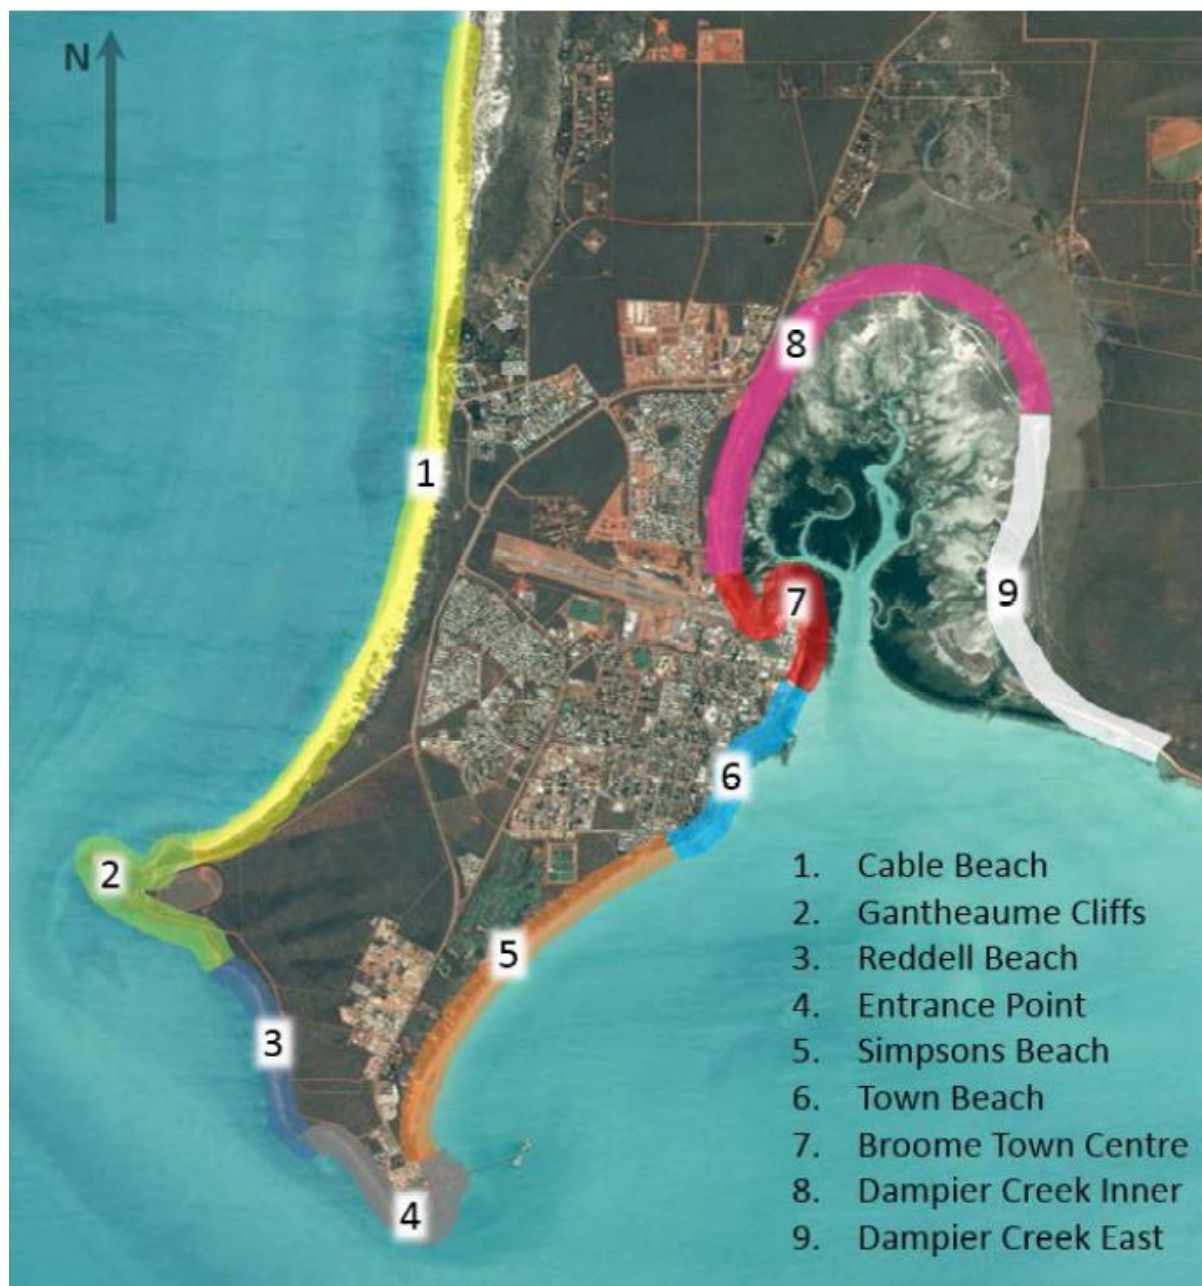 N
8
1
7
9
6
2
5
3
4
1. Cable Beach
2. Gantheaume Cliffs
3. Reddell Beach
4. Entrance Point
5. Simpsons Beach
6. Town Beach
7. Broome Town Centre
8. Dampier Creek Inner
9. Dampier Creek East